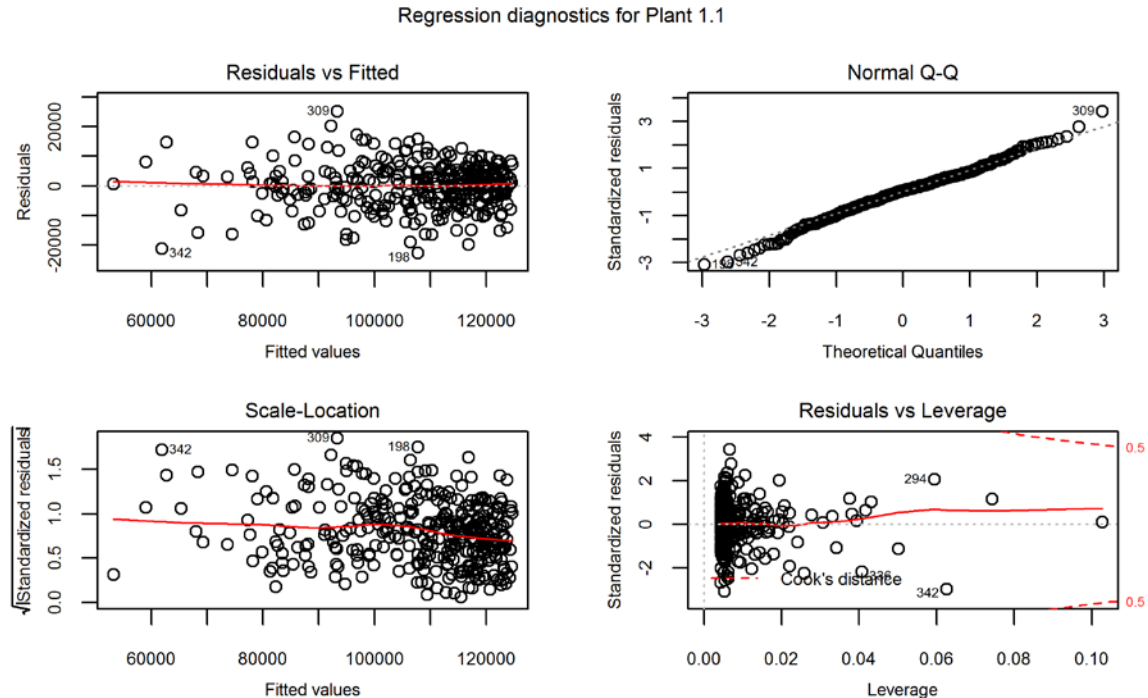 Regression diagnostics for Plant 1.1
Residuals vs Fitted
Residuals
20000
0
-20000
309
342
198
60000 80000 100000 120000
Fitted values
Normal Q-Q
Standardized residuals
3
1
-1
-3
309
198 342
-3 -2 -1 0 1 2 3
Theoretical Quantiles
Scale-Location
√|Standardized residuals|
1.5
1.0
0.5
0.0
342
309
198
60000 80000 100000 120000
Fitted values
Residuals vs Leverage
Standardized residuals
4
2
0
-2
294
336
342
Cook's distance
0.5
0.5
0.00 0.02 0.04 0.06 0.08 0.10
Leverage